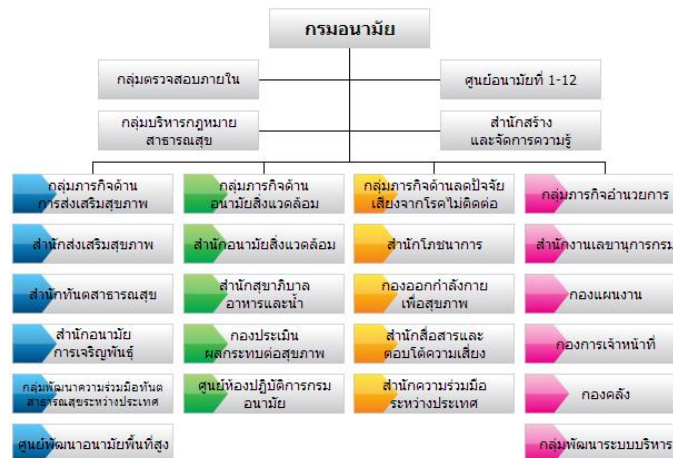 กรมอนามัย
กลุ่มตรวจสอบภายใน
ศูนย์อนามัยที่ 1-12
กลุ่มบริหารกฎหมาย
สาธารณสุข
สำนักสร้าง
และจัดการความรู้
กลุ่มภารกิจด้าน
การส่งเสริมสุขภาพ
กลุ่มภารกิจด้าน
อนามัยสิ่งแวดล้อม
กลุ่มภารกิจด้านลดปัจจัย
เสี่ยงจากโรคไม่ติดต่อ
กลุ่มภารกิจอำนวยการ
สำนักส่งเสริมสุขภาพ
สำนักอนามัยสิ่งแวดล้อม
สำนักโภชนาการ
สำนักงานเลขานุการกรม
สำนักทันตสาธารณสุข
สำนักสุขาภิบาล
อาหารและน้ำ
กองออกกำลังกาย
เพื่อสุขภาพ
กองแผนงาน
สำนักอนามัย
การเจริญพันธุ์
กองประเมิน
ผลกระทบต่อสุขภาพ
สำนักสื่อสารและ
ตอบโต้ความเสี่ยง
กองการเจ้าหน้าที่
กลุ่มพัฒนาความร่วมมือทันต
สาธารณสุขระหว่างประเทศ
ศูนย์ห้องปฏิบัติการกรม
อนามัย
สำนักความร่วมมือ
ระหว่างประเทศ
กองคลัง
ศูนย์พัฒนาอนามัยพื้นที่สูง
กลุ่มพัฒนาระบบบริหาร